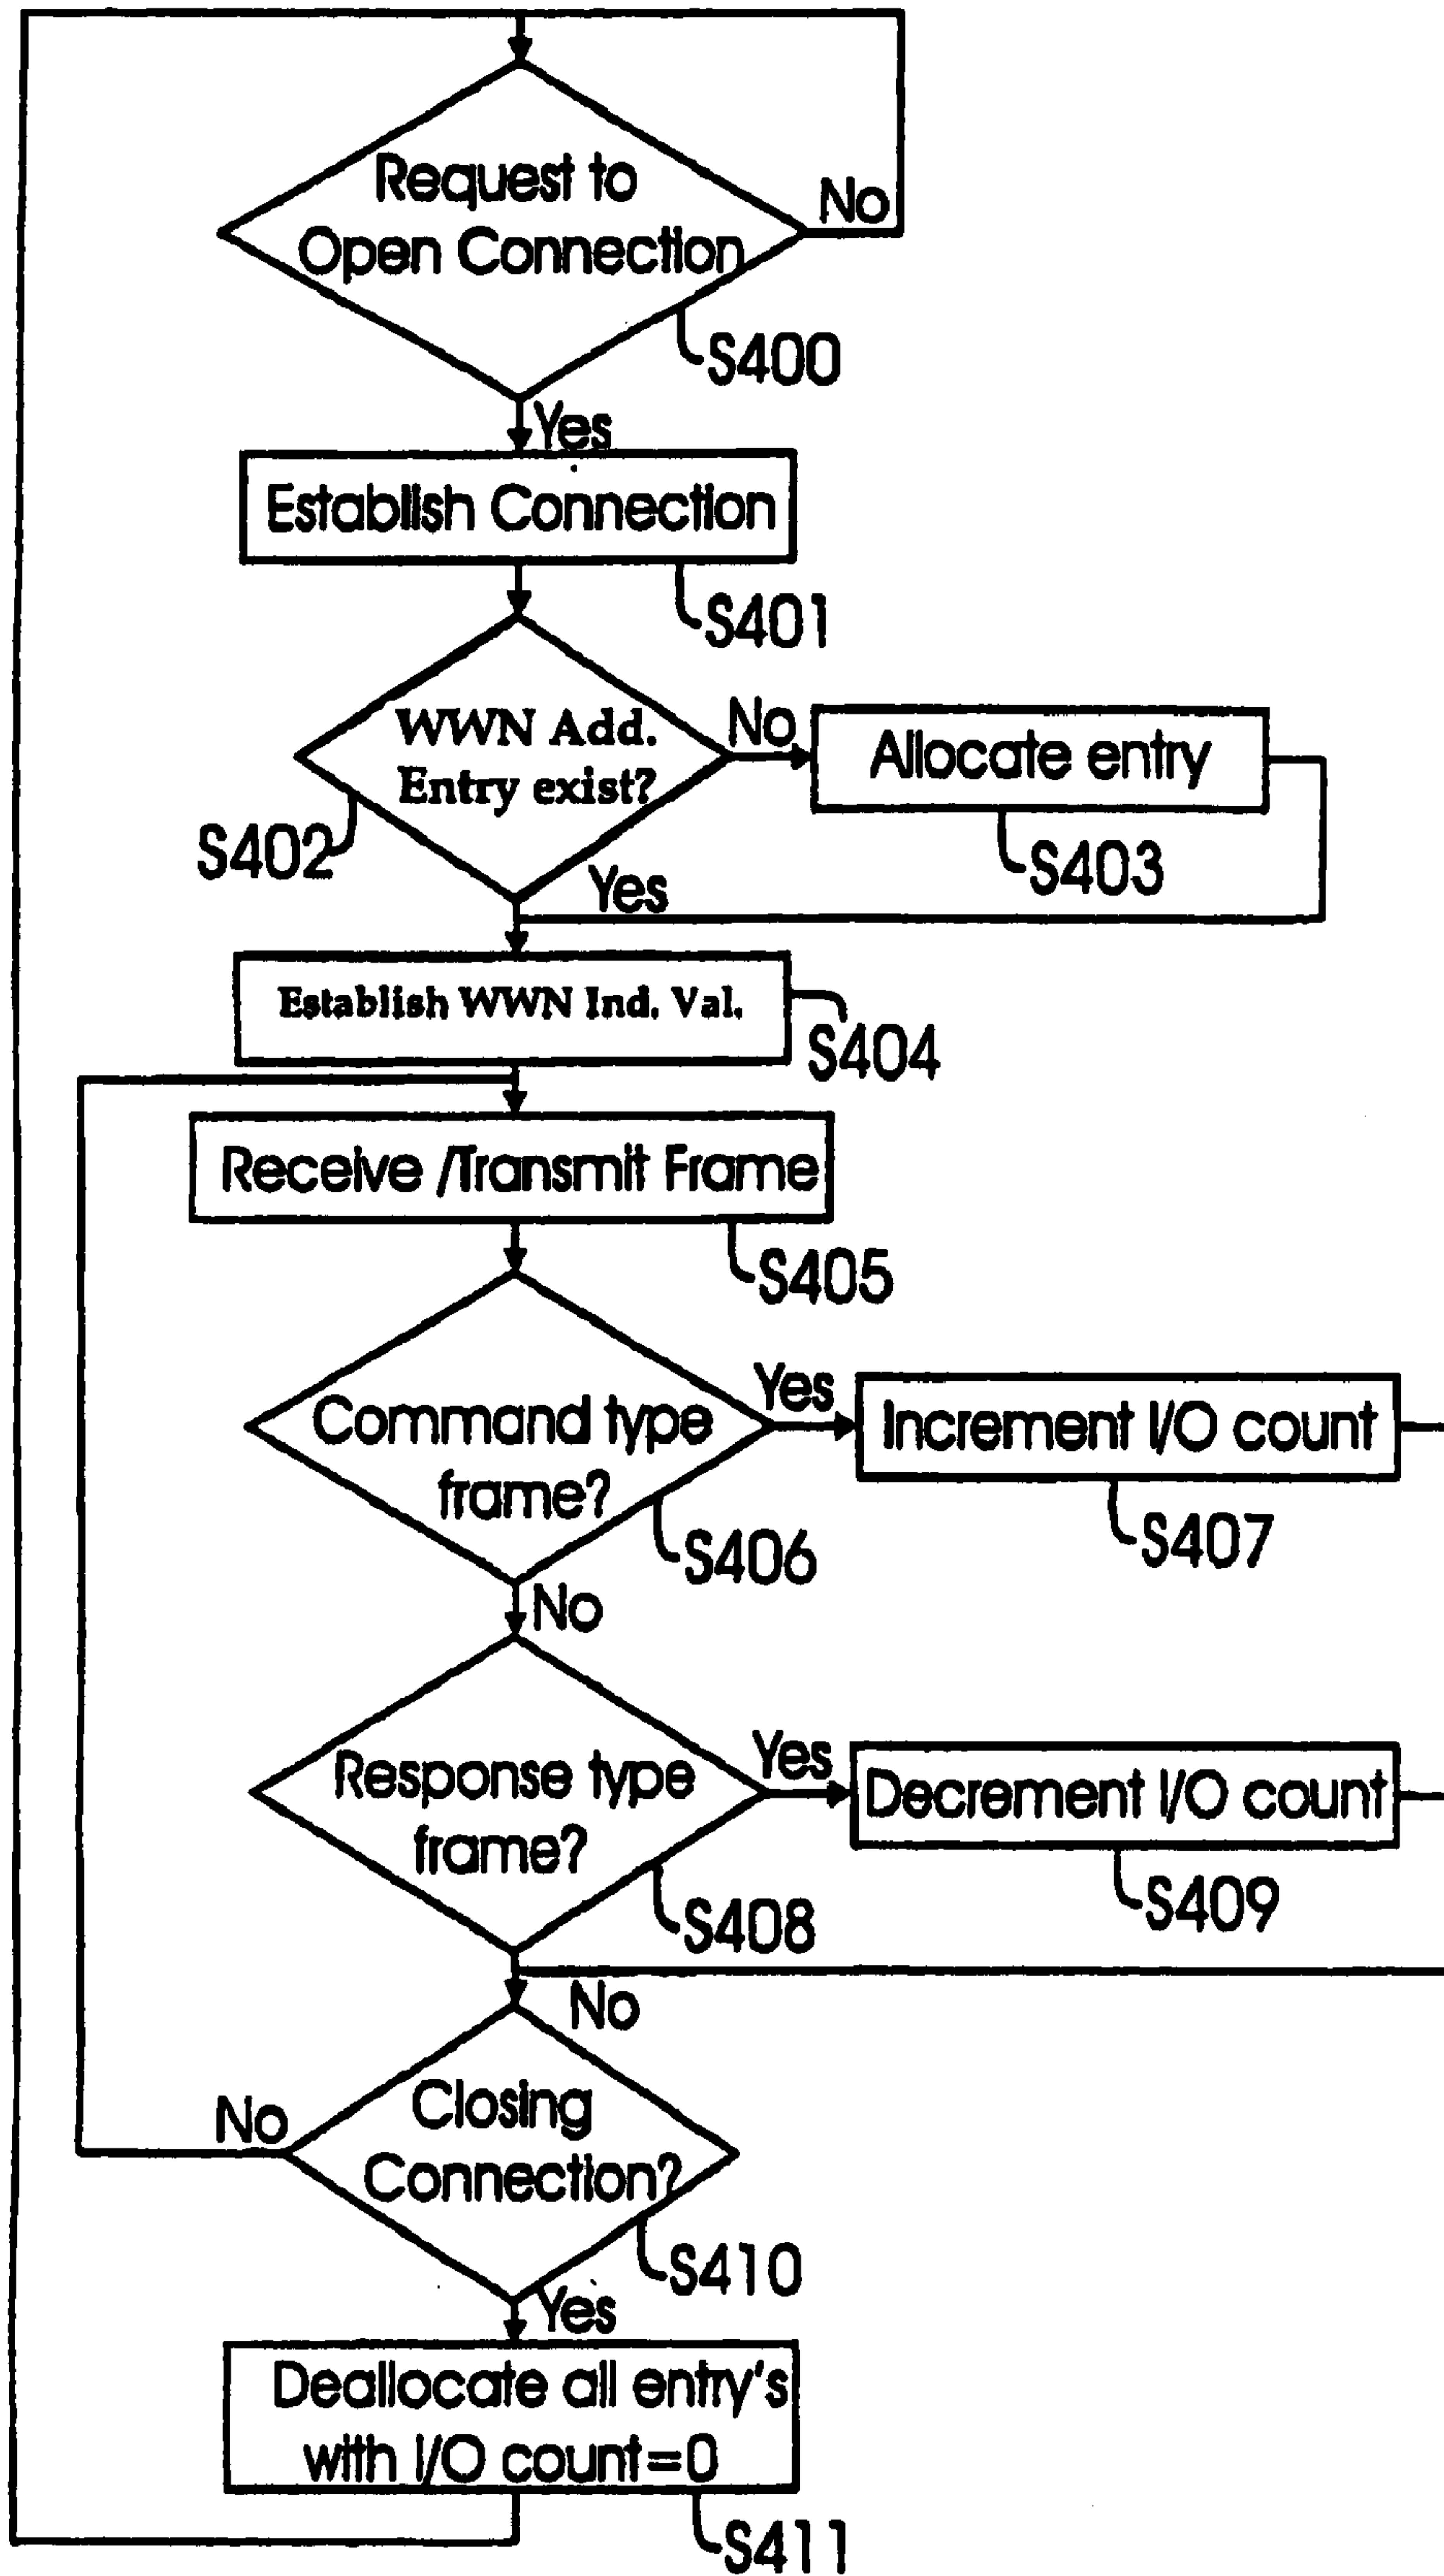 Request to
Open Connection
No
S400
Yes
Establish Connection
S401
WWN Add.
Entry exist?
No
Allocate entry
S402
S403
Yes
Establish WWN Ind. Val.
S404
Receive /Transmit Frame
S405
Command type
frame?
Yes
Increment I/O count
S406
S407
No
Response type
frame?
Yes
Decrement I/O count
S408
S409
No
Closing
Connection?
No
S410
Yes
Deallocate all entry's
with I/O count=0
S411